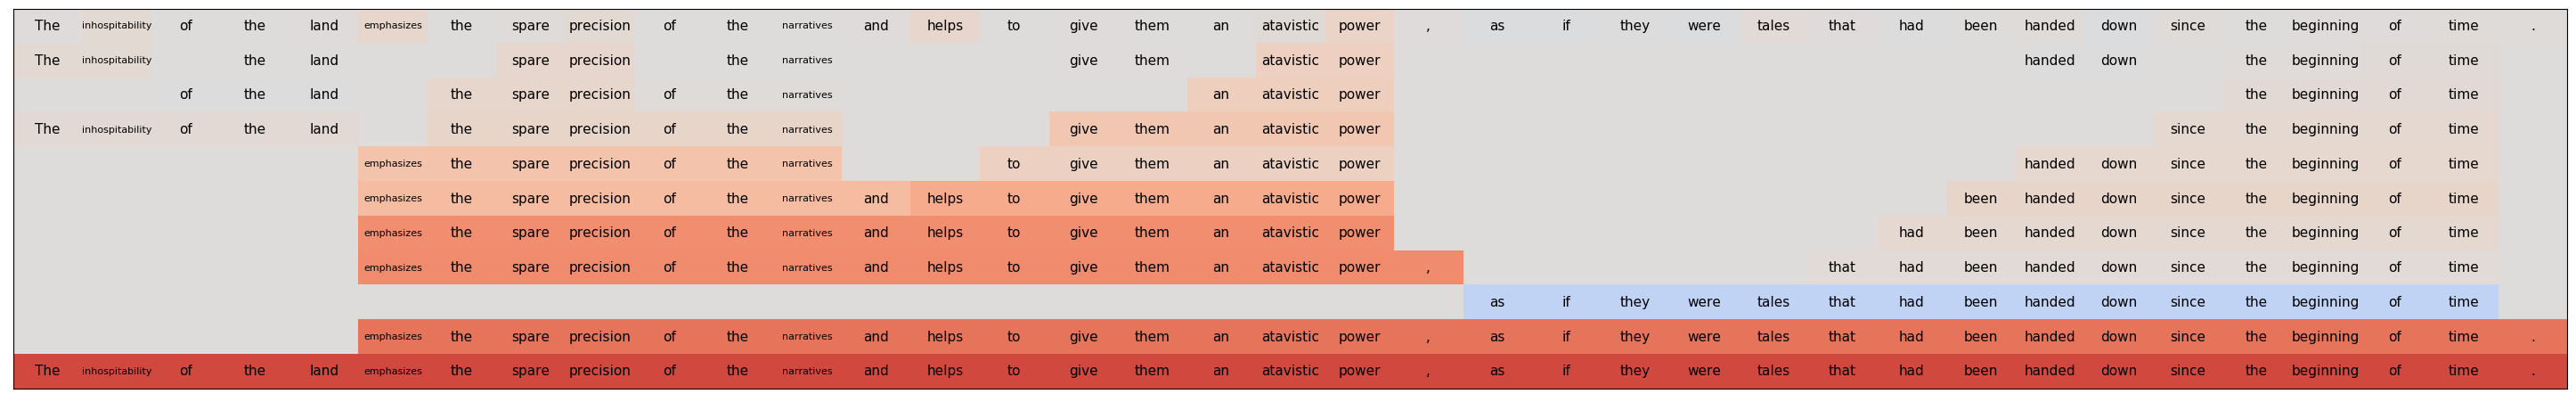 The inhospitability of the land emphasizes the spare precision of the narratives and helps to give them an atavistic power , as if they were tales that had been handed down since the beginning of time .
The inhospitability the land spare precision the narratives give them atavistic power handed down the beginning of time
of the land the spare precision of the narratives an atavistic power the beginning of time
The inhospitability of the land the spare precision of the narratives give them an atavistic power since the beginning of time
emphasizes the spare precision of the narratives to give them an atavistic power handed down since the beginning of time
emphasizes the spare precision of the narratives and helps to give them an atavistic power been handed down since the beginning of time
emphasizes the spare precision of the narratives and helps to give them an atavistic power had been handed down since the beginning of time
emphasizes the spare precision of the narratives and helps to give them an atavistic power , that had been handed down since the beginning of time
as if they were tales that had been handed down since the beginning of time
emphasizes the spare precision of the narratives and helps to give them an atavistic power , as if they were tales that had been handed down since the beginning of time .
The inhospitability of the land emphasizes the spare precision of the narratives and helps to give them an atavistic power , as if they were tales that had been handed down since the beginning of time .